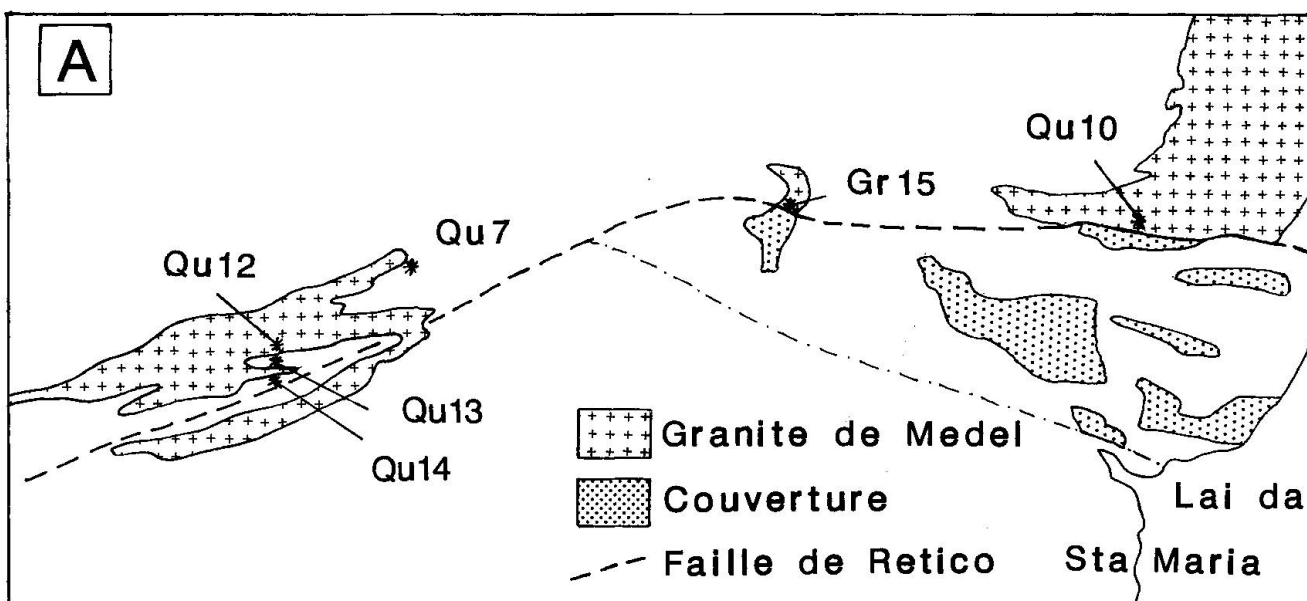 A
Qu10
Gr15
Qu7
Qu12
Qu13
Qu14
Granite de Medel
Couverture
Faille de Retico
Lai da
Sta Maria